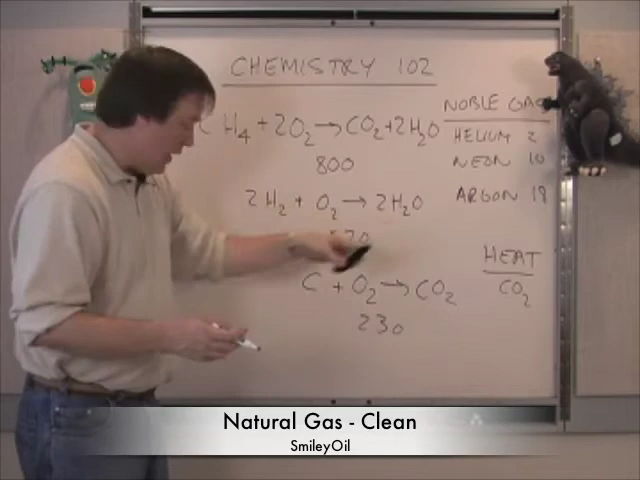 CHEMISTRY 102
H4 + 2O2 → CO2 + 2H2O
800
2H2 + O2 → 2H2O
C + O2 → CO2
230
NOBLE GAS
HELIUM 2
NEON 10
ARGON 18
HEAT
CO2
Natural Gas - Clean
SmileyOil